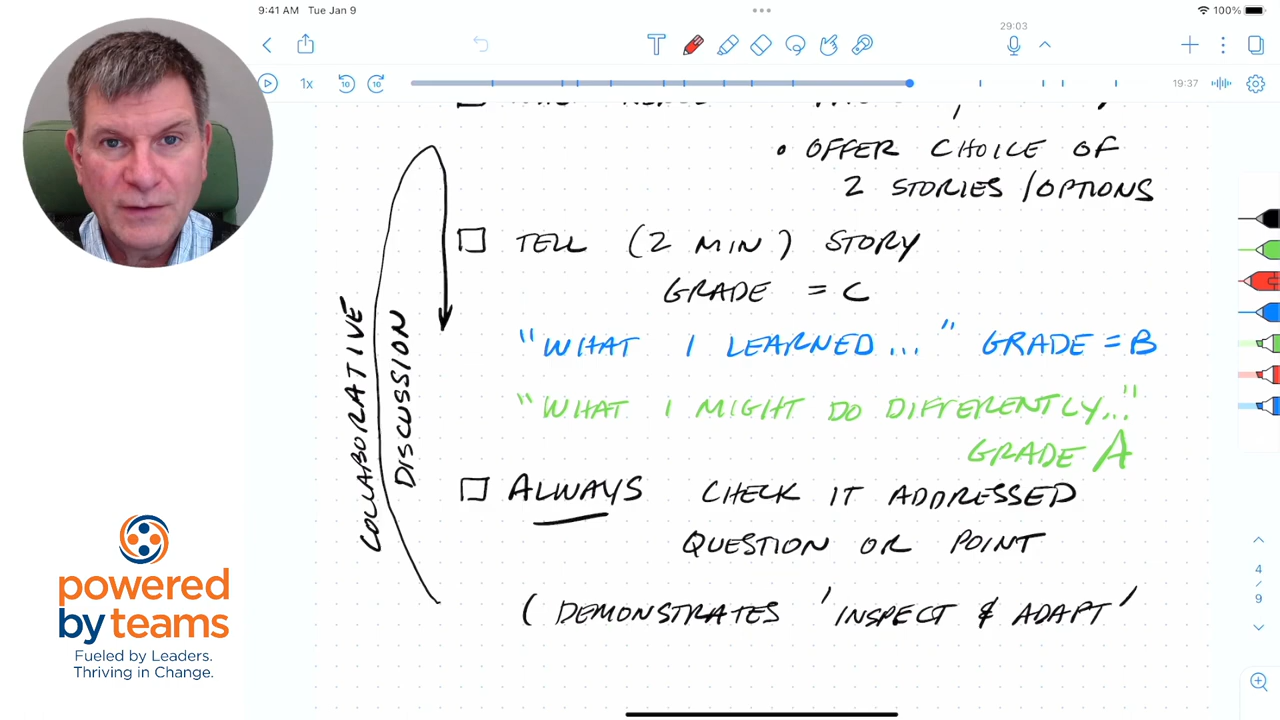 9:41 AM Tue Jan 9
100%
29:03
T
1x
10
10
19:37
• OFFER CHOICE OF
2 STORIES / OPTIONS
TELL (2 MIN) STORY
GRADE = C
"WHAT I LEARNED..." GRADE = B
"WHAT I MIGHT DO DIFFERENTLY..."
GRADE A
ALWAYS CHECK IT ADDRESSED
QUESTION OR POINT
(DEMONSTRATES 'INSPECT & ADAPT'
COLLABORATIVE
DISCUSSION
4
/
9
powered
by teams
Fueled by Leaders.
Thriving in Change.